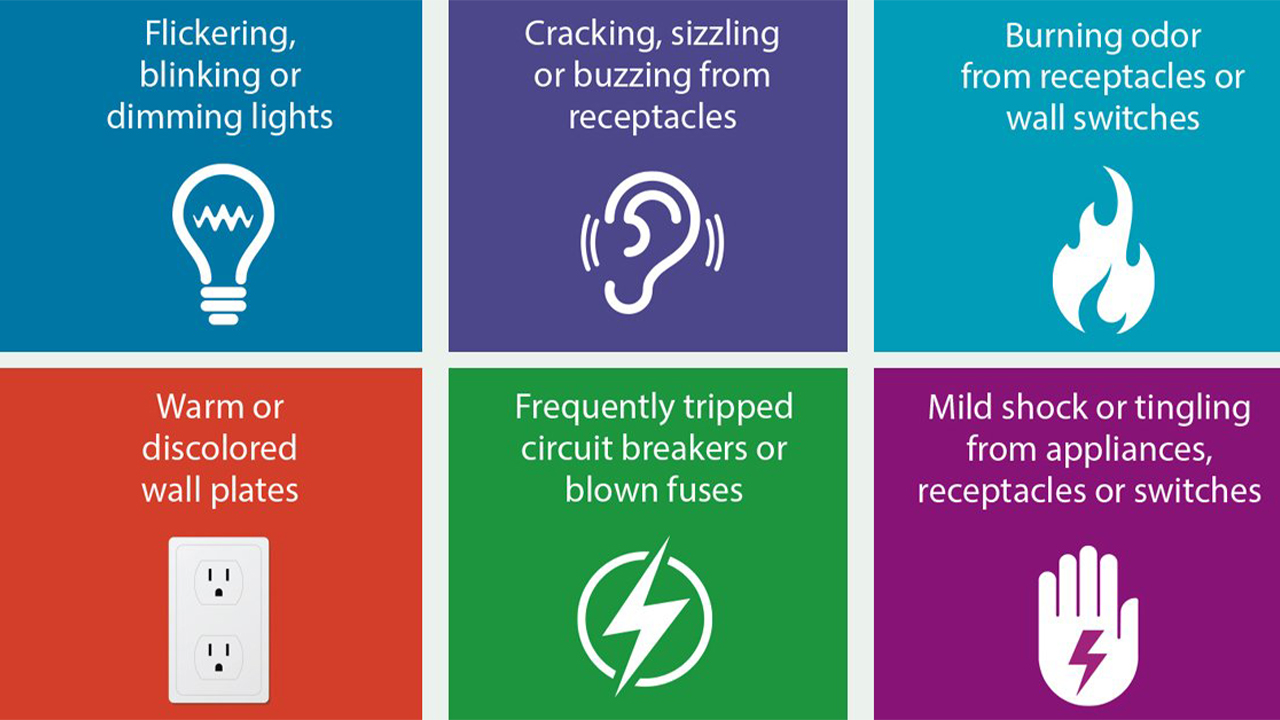 Flickering,
blinking or
dimming lights
Cracking, sizzling
or buzzing from
receptacles
Burning odor
from receptacles or
wall switches
Warm or
discolored
wall plates
Frequently tripped
circuit breakers or
blown fuses
Mild shock or tingling
from appliances,
receptacles or switches